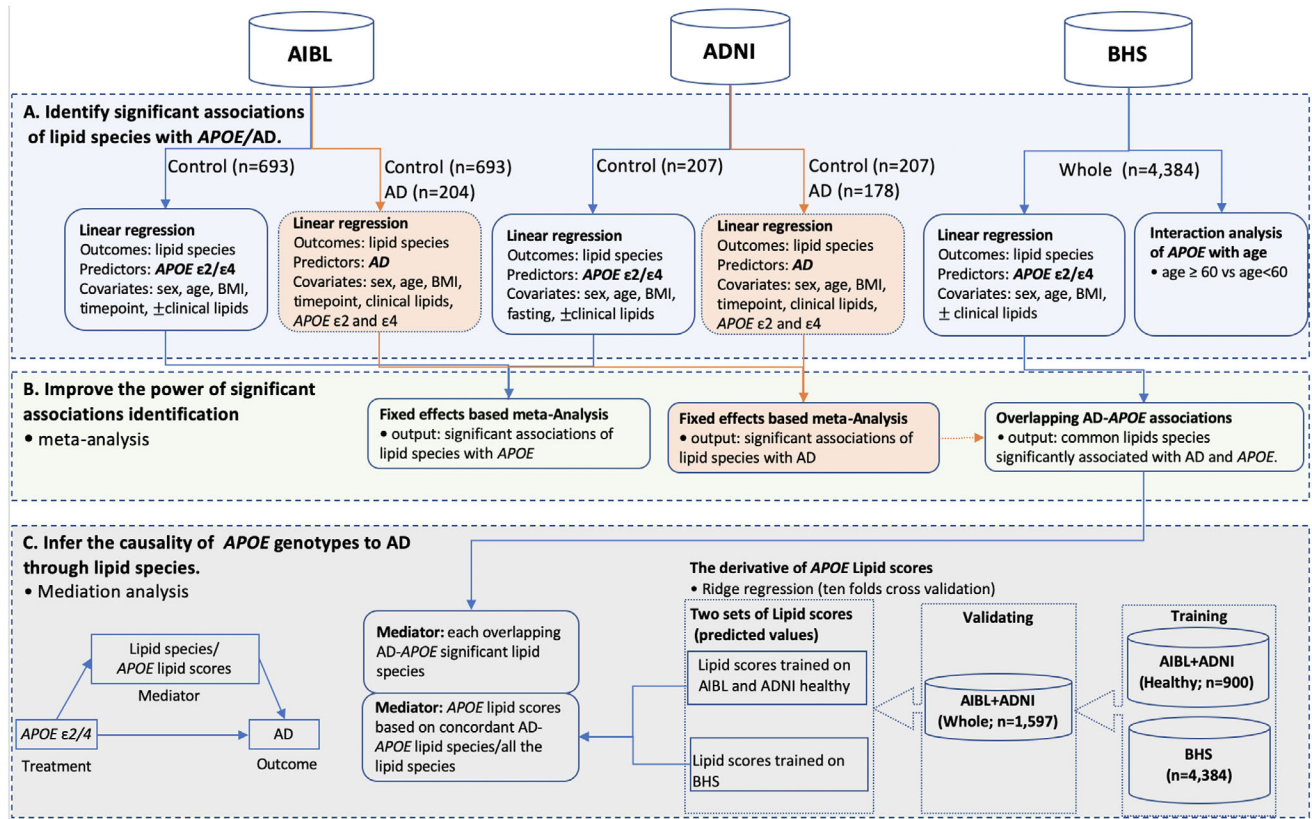 AIBL
ADNI
BHS
A. Identify significant associations
of lipid species with APOE/AD.
Control (n=693)
Control (n=693)
AD (n=204)
Control (n=207)
Control (n=207)
AD (n=178)
Whole (n=4,384)
Linear regression
Outcomes: lipid species
Predictors: APOE ε2/ε4
Covariates: sex, age, BMI,
timepoint, ±clinical lipids
Linear regression
Outcomes: lipid species
Predictors: AD
Covariates: sex, age, BMI,
timepoint, clinical lipids,
APOE ε2 and ε4
Linear regression
Outcomes: lipid species
Predictors: APOE ε2/ε4
Covariates: sex, age, BMI,
fasting, ±clinical lipids
Linear regression
Outcomes: lipid species
Predictors: AD
Covariates: sex, age, BMI,
timepoint, clinical lipids,
APOE ε2 and ε4
Linear regression
Outcomes: lipid species
Predictors: APOE ε2/ε4
Covariates: sex, age, BMI,
± clinical lipids
Interaction analysis
of APOE with age
• age ≥ 60 vs age<60
B. Improve the power of significant
associations identification
• meta-analysis
Fixed effects based meta-Analysis
• output: significant associations of
lipid species with APOE
Fixed effects based meta-Analysis
• output: significant associations of
lipid species with AD
Overlapping AD-APOE associations
• output: common lipids species
significantly associated with AD and APOE.
C. Infer the causality of APOE genotypes to AD
through lipid species.
• Mediation analysis
Lipid species/
APOE lipid scores
Mediator
APOE ε2/4
Treatment
AD
Outcome
Mediator: each overlapping
AD-APOE significant lipid
species
Mediator: APOE lipid scores
based on concordant AD-
APOE lipid species/all the
lipid species
The derivative of APOE Lipid scores
• Ridge regression (ten folds cross validation)
Two sets of Lipid scores
(predicted values)
Lipid scores trained on
AIBL and ADNI healthy
Lipid scores trained on
BHS
Validating
AIBL+ADNI
(Whole; n=1,597)
Training
AIBL+ADNI
(Healthy; n=900)
BHS
(n=4,384)